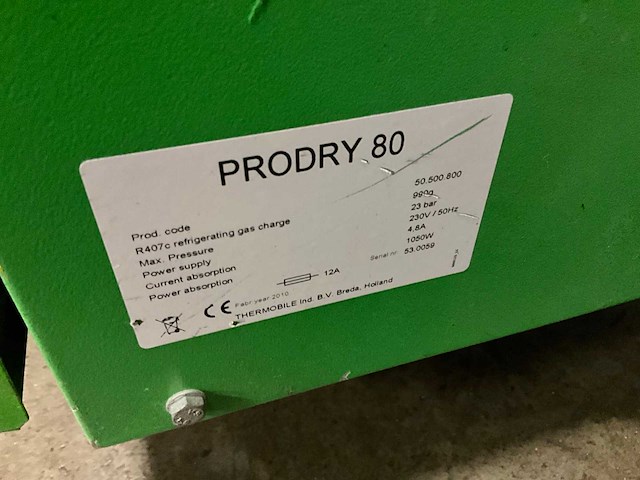 PRODRY 80
Prod. code 50.500.800
R407c refrigerating gas charge 990g
Max. Pressure 23 bar
Power supply 230V / 50Hz
Current absorption 4,8A
Power absorption 1050W
12A Serial nr. 53.0059
CE Fabr year 2010
THERMOBILE Ind. B.V. Breda, Holland